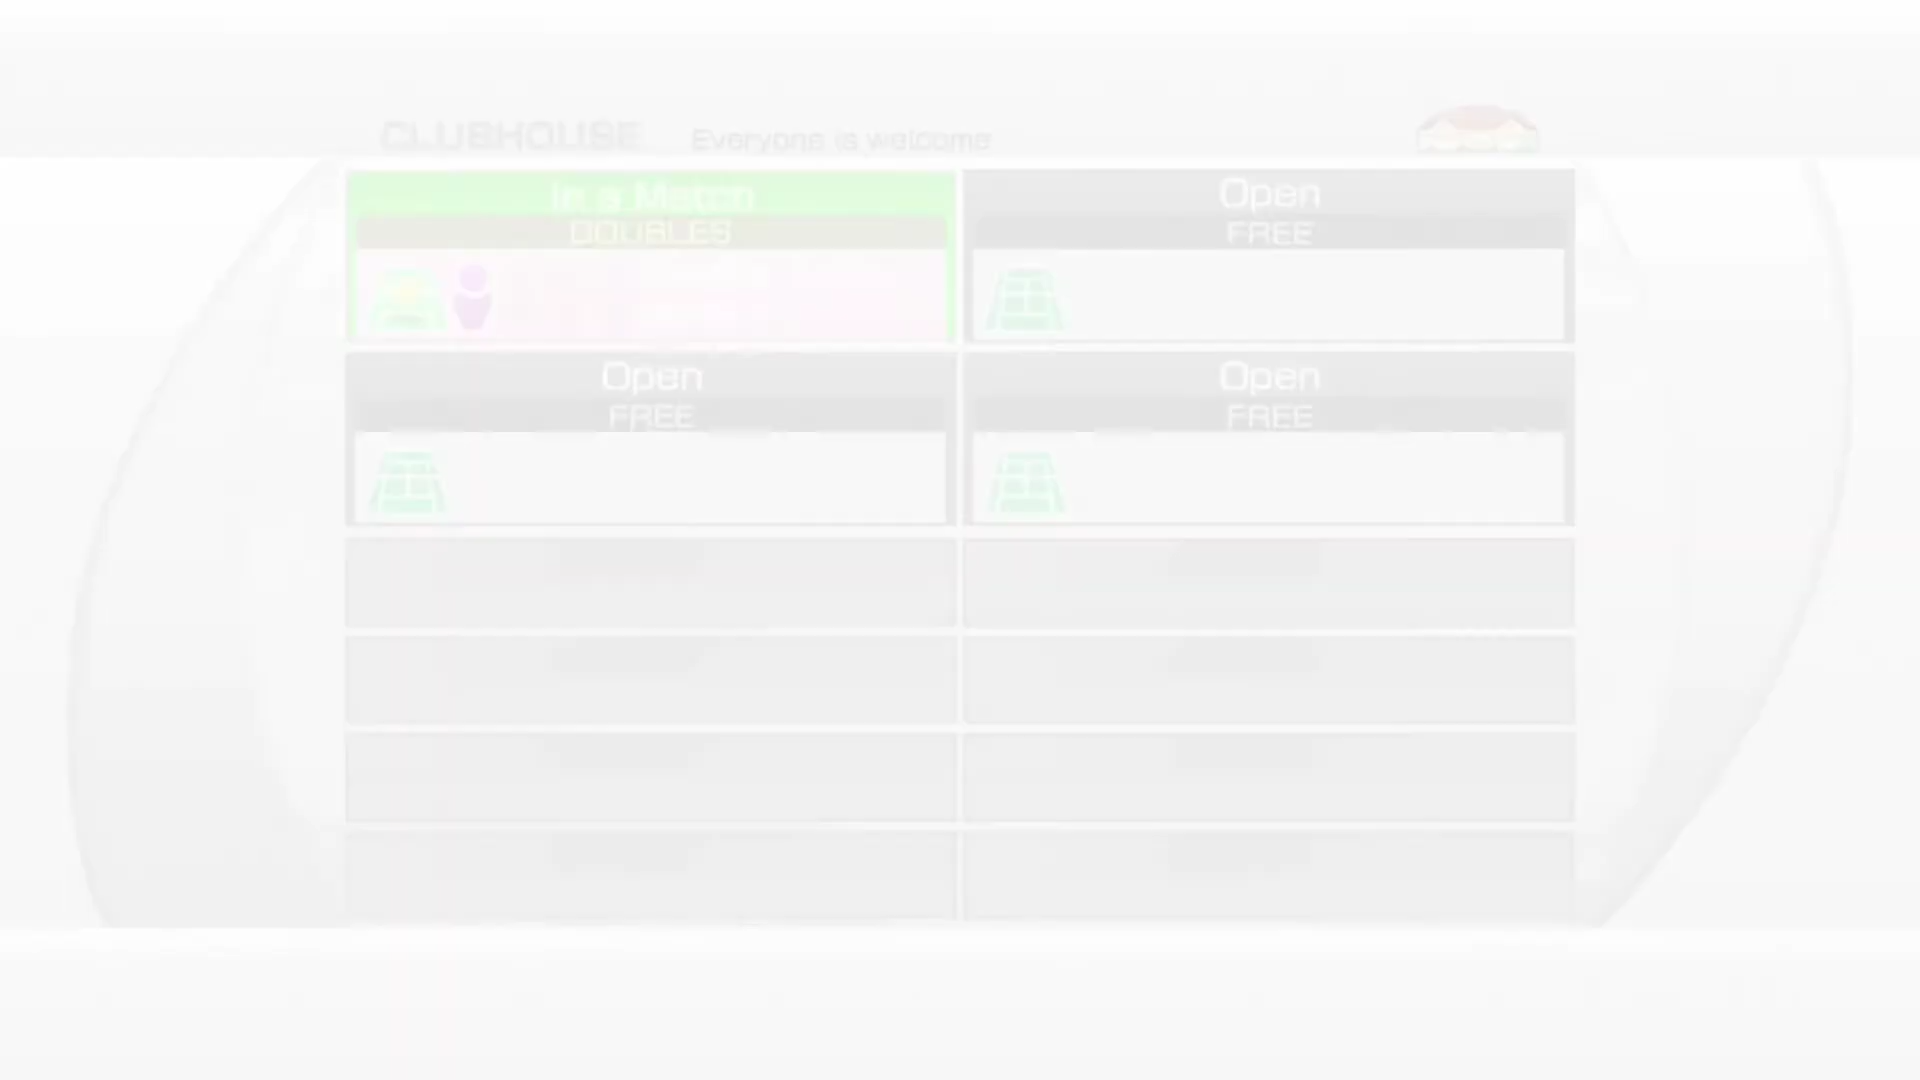 CLUBHOUSE
Everyone is welcome
In a Match
DOUBLES
Open
FREE
Open
FREE
Open
FREE